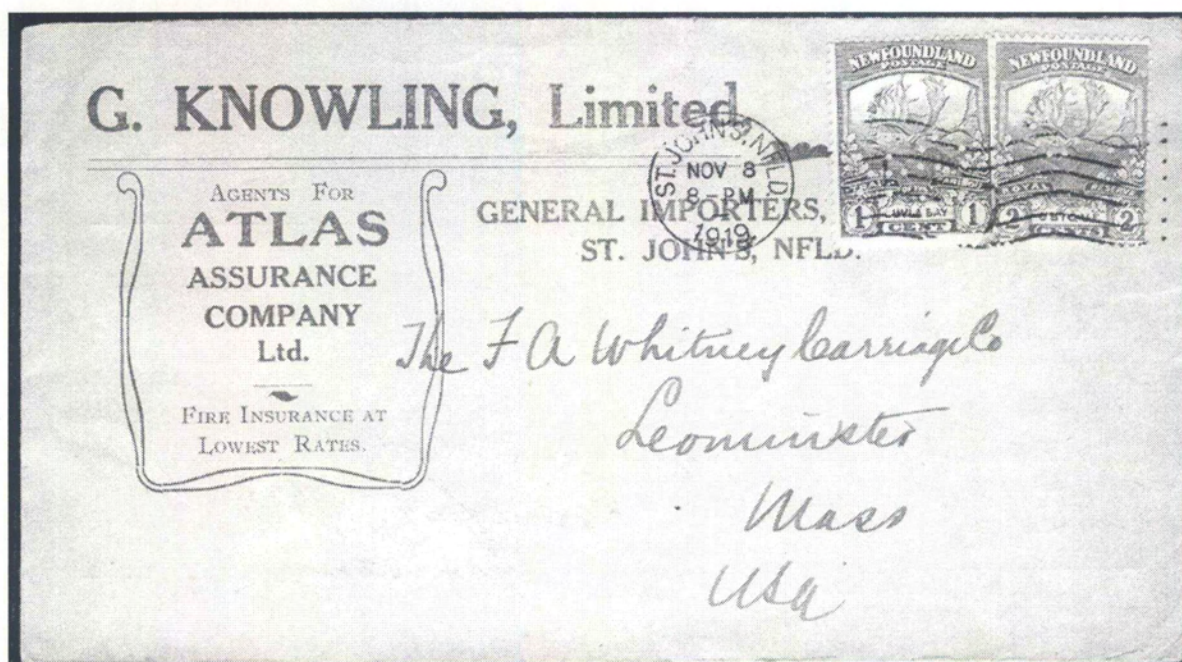 G. KNOWLING, Limited.
AGENTS FOR
ATLAS
ASSURANCE
COMPANY
Ltd.
FIRE INSURANCE AT
LOWEST RATES.
GENERAL IMPORTERS,
ST. JOHN'S, NFLD.
ST. JOHN'S, NFLD.
NOV 8
8-PM
1919
NEWFOUNDLAND
POSTAGE
1 1
CENT
NEWFOUNDLAND
POSTAGE
ROYAL
2 2
CENTS
The F A Whitney Carriage Co
Leominster
Mass
USA